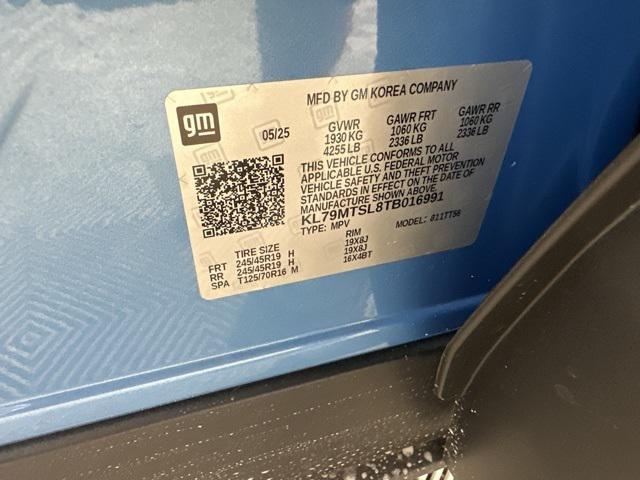 gm
MFD BY GM KOREA COMPANY
05/25
GVWR GAWR FRT GAWR RR
1930 KG 1060 KG 1060 KG
4255 LB 2336 LB 2336 LB
THIS VEHICLE CONFORMS TO ALL
APPLICABLE U.S. FEDERAL MOTOR
VEHICLE SAFETY AND THEFT PREVENTION
STANDARDS IN EFFECT ON THE DATE OF
MANUFACTURE SHOWN ABOVE.
KL79MTSL8TB016991
TYPE: MPV MODEL: 011TT56
TIRE SIZE RIM
FRT 245/45R19 H 19X8J
RR 245/45R19 H 19X8J
SPA T125/70R16 M 16X4BT